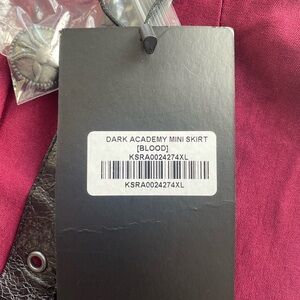 DARK ACADEMY MINI SKIRT
[BLOOD]
KSRA0024274XL
KSRA0024274XL